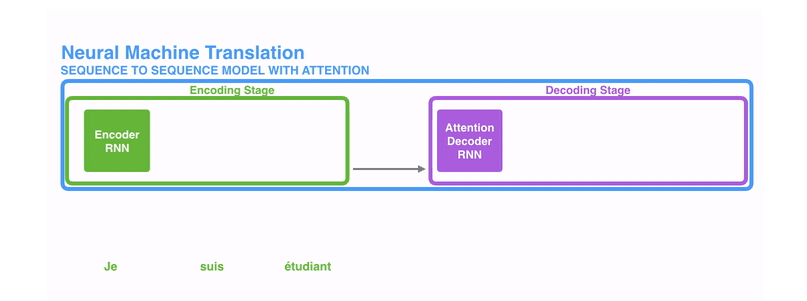 Neural Machine Translation
SEQUENCE TO SEQUENCE MODEL WITH ATTENTION
Encoding Stage
Decoding Stage
Encoder
RNN
Attention
Decoder
RNN
Je suis étudiant